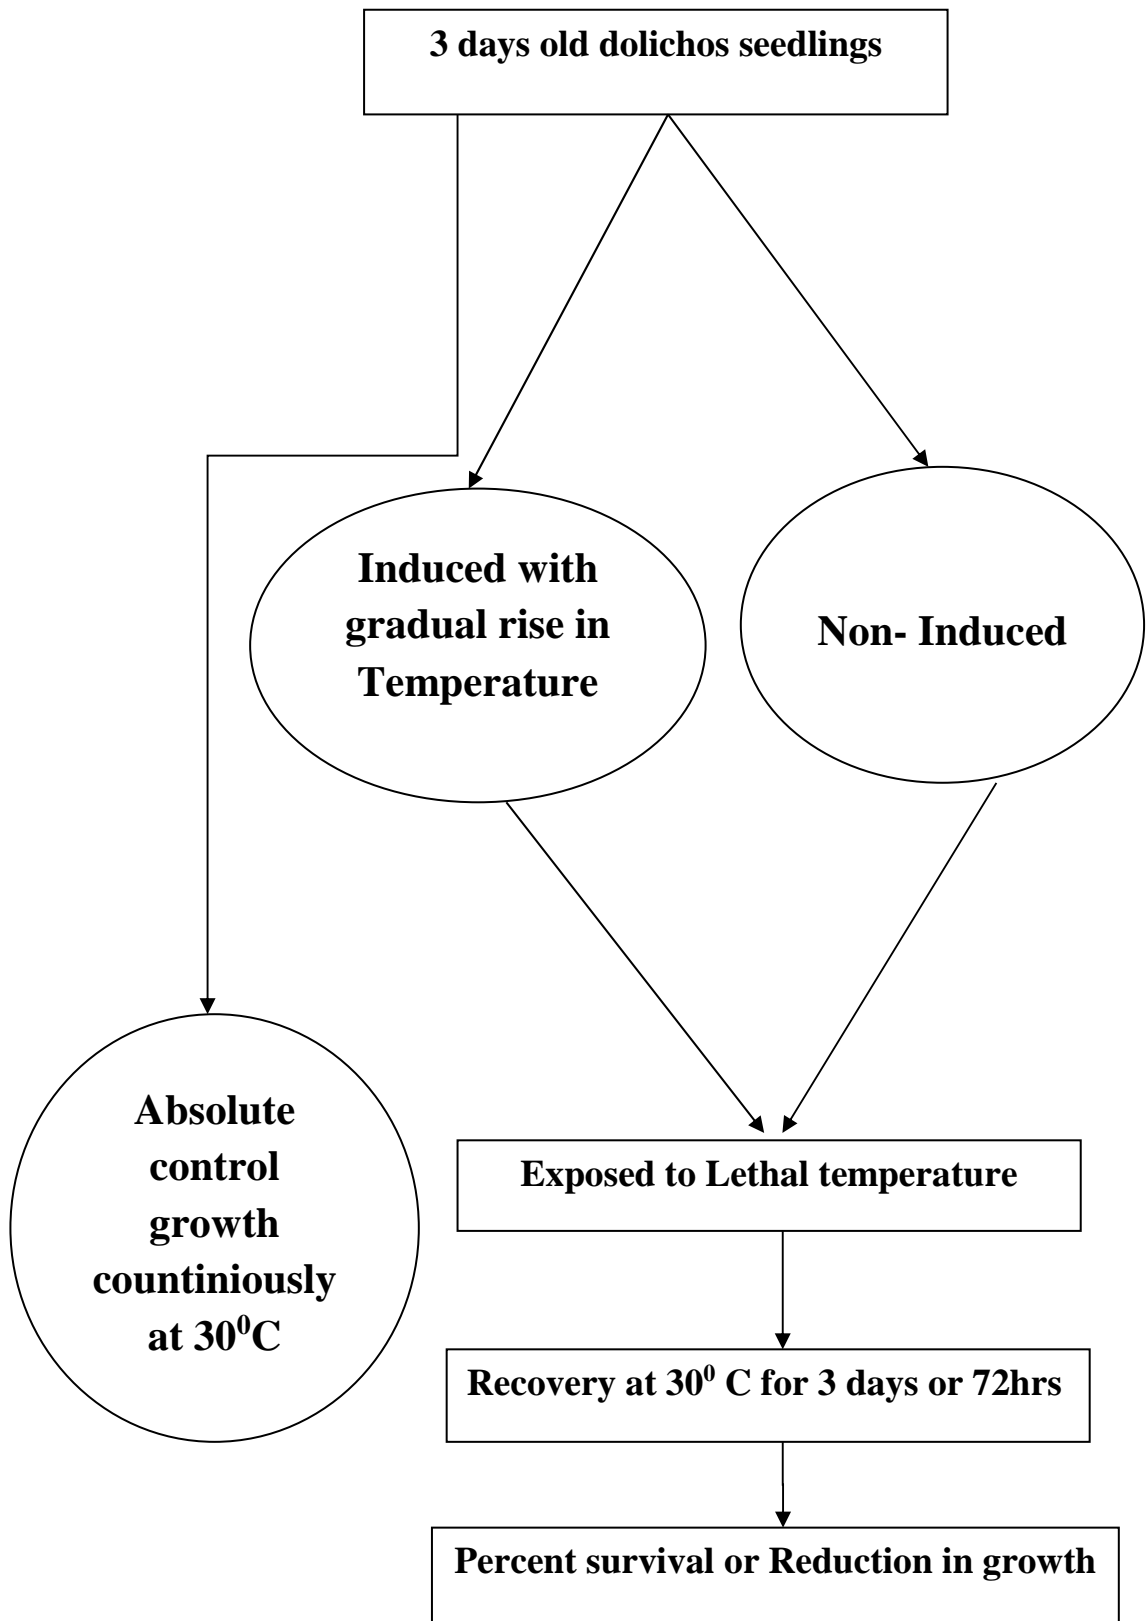 3 days old dolichos seedlings
Induced with
gradual rise in
Temperature
Non- Induced
Absolute
control
growth
countiniously
at 30⁰C
Exposed to Lethal temperature
Recovery at 30⁰ C for 3 days or 72hrs
Percent survival or Reduction in growth